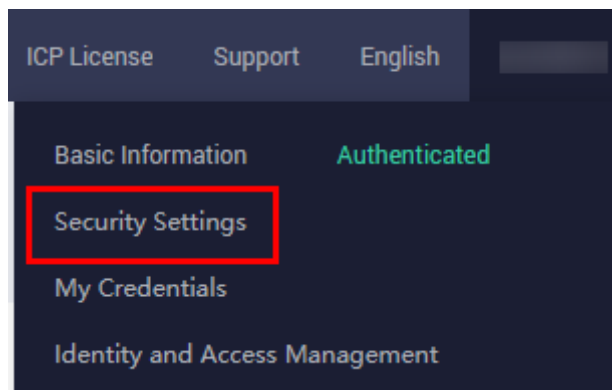 ICP License Support English
Basic Information Authenticated
Security Settings
My Credentials
Identity and Access Management